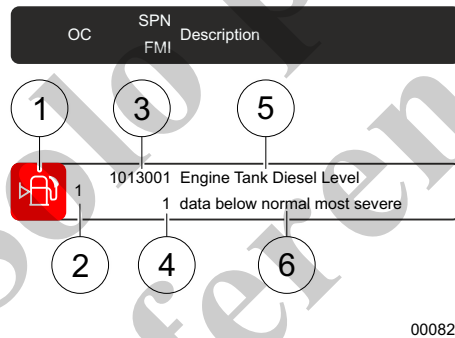 OC SPN
FMI Description
1 3 5
1013001 Engine Tank Diesel Level
1
1 data below normal most severe
2 4 6
00082